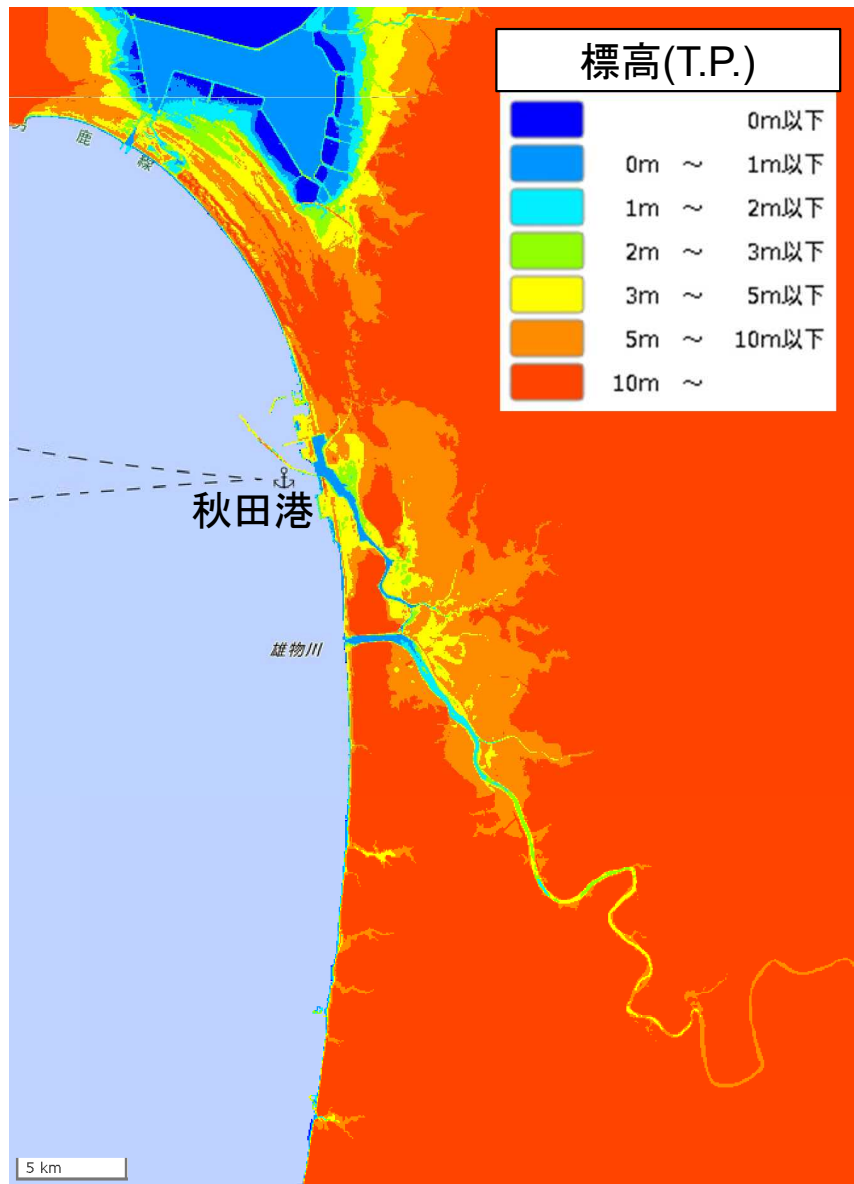 標高(T.P.)
0m以下
0m ～ 1m以下
1m ～ 2m以下
2m ～ 3m以下
3m ～ 5m以下
5m ～ 10m以下
10m ～
鹿
線
秋田港
雄物川
5 km